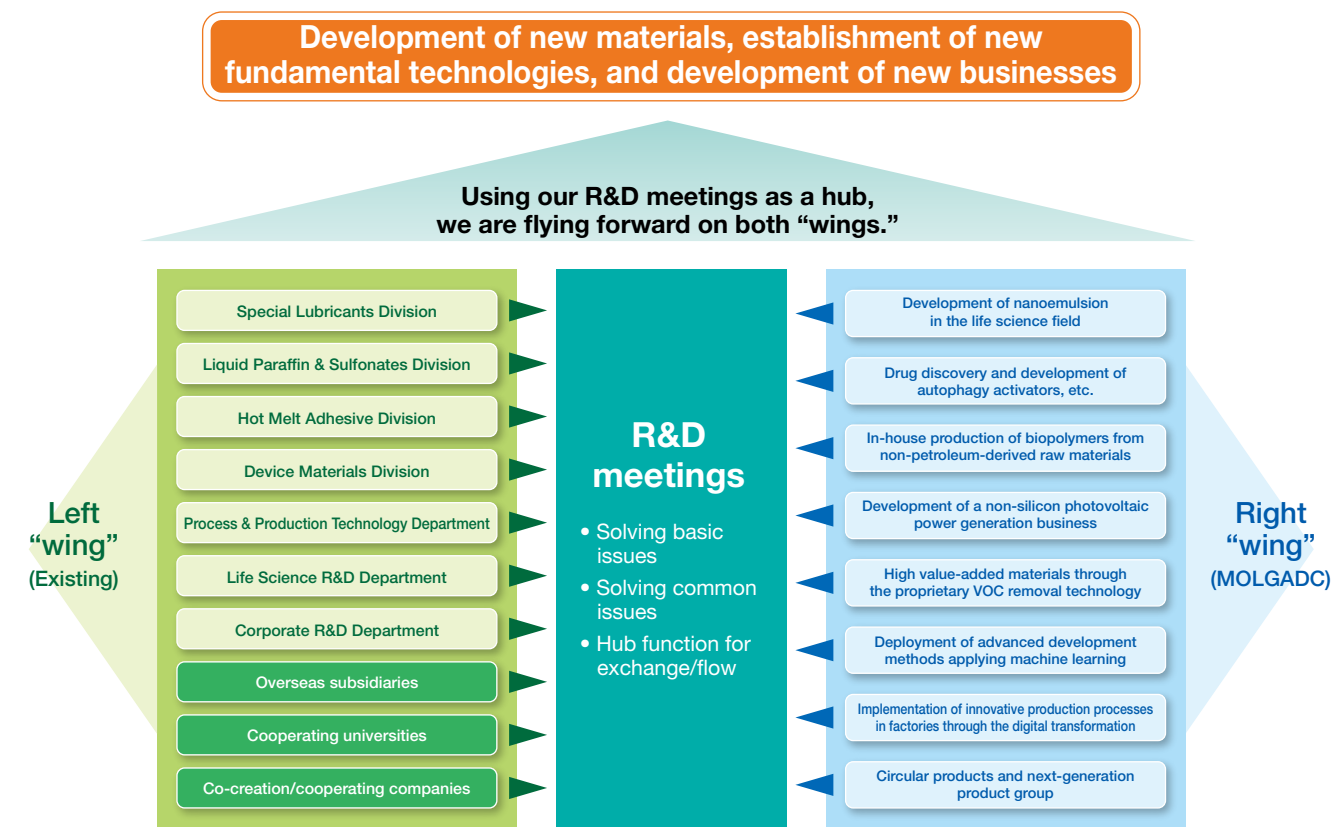 Development of new materials, establishment of new
fundamental technologies, and development of new businesses
Using our R&D meetings as a hub,
we are flying forward on both “wings.”
Left
“wing”
(Existing)
Special Lubricants Division
Liquid Paraffin & Sulfonates Division
Hot Melt Adhesive Division
Device Materials Division
Process & Production Technology Department
Life Science R&D Department
Corporate R&D Department
Overseas subsidiaries
Cooperating universities
Co-creation/cooperating companies
R&D
meetings
• Solving basic
issues
• Solving common
issues
• Hub function for
exchange/flow
Development of nanoemulsion
in the life science field
Drug discovery and development of
autophagy activators, etc.
In-house production of biopolymers from
non-petroleum-derived raw materials
Development of a non-silicon photovoltaic
power generation business
High value-added materials through
the proprietary VOC removal technology
Deployment of advanced development
methods applying machine learning
Implementation of innovative production processes
in factories through the digital transformation
Circular products and next-generation
product group
Right
“wing”
(MOLGADC)